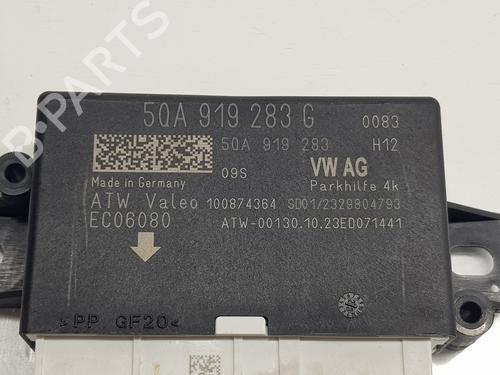 5QA 919 283 G 0083
5QA 919 283 H12
09S VW AG
Made in Germany Parkhilfe 4k
ATW Valeo 100874364 SD01/2329804793
EC06080 ATW-00130.10.23ED071441
>PP GF20<
B-PARTS